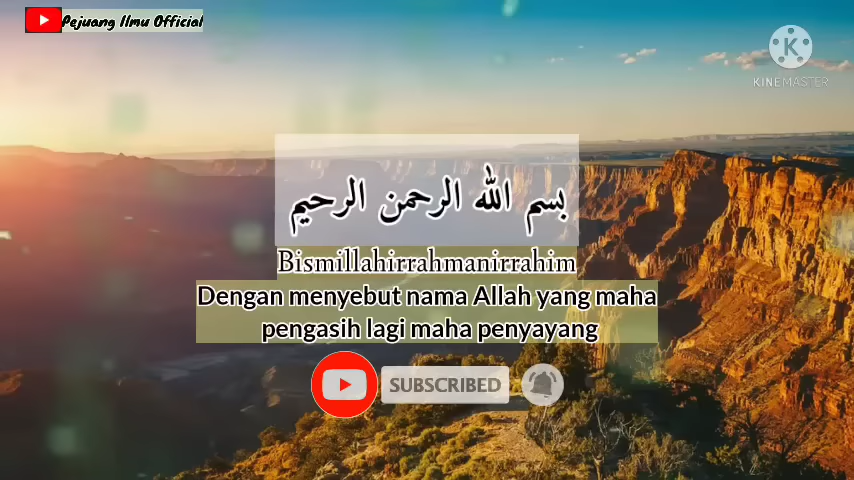 Pejuang Ilmu Official
K
KINEMASTER
بسم الله الرحمن الرحيم
Bismillahirrahmanirrahim
Dengan menyebut nama Allah yang maha
pengasih lagi maha penyayang
SUBSCRIBED